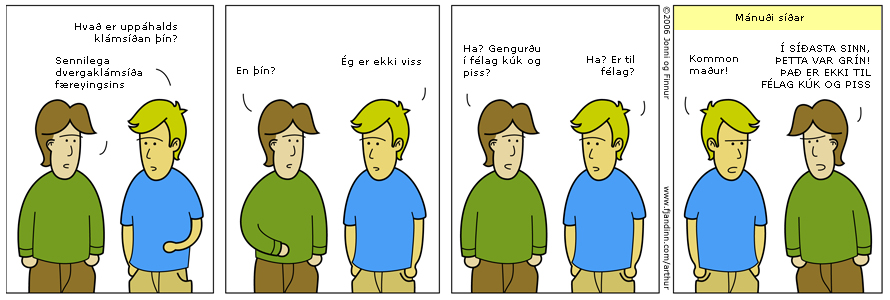 Hvað er uppáhalds
klámsíðan þín?
Sennilega
dvergaklámsíða
færeyingsins
En þín?
Ég er ekki viss
Ha? Gengurðu
í félag kúk og
piss?
Ha? Er til
félag?
©2006 Jonni og Finnur
www.fjandinn.com/arthur
Mánuði síðar
Kommon
maður!
Í SÍÐASTA SINN,
ÞETTA VAR GRÍN!
ÞAÐ ER EKKI TIL
FÉLAG KÚK OG PISS